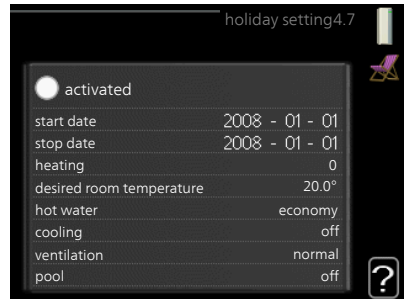 holiday setting4.7
activated
start date 2008 - 01 - 01
stop date 2008 - 01 - 01
heating 0
desired room temperature 20.0°
hot water economy
cooling off
ventilation normal
pool off
?